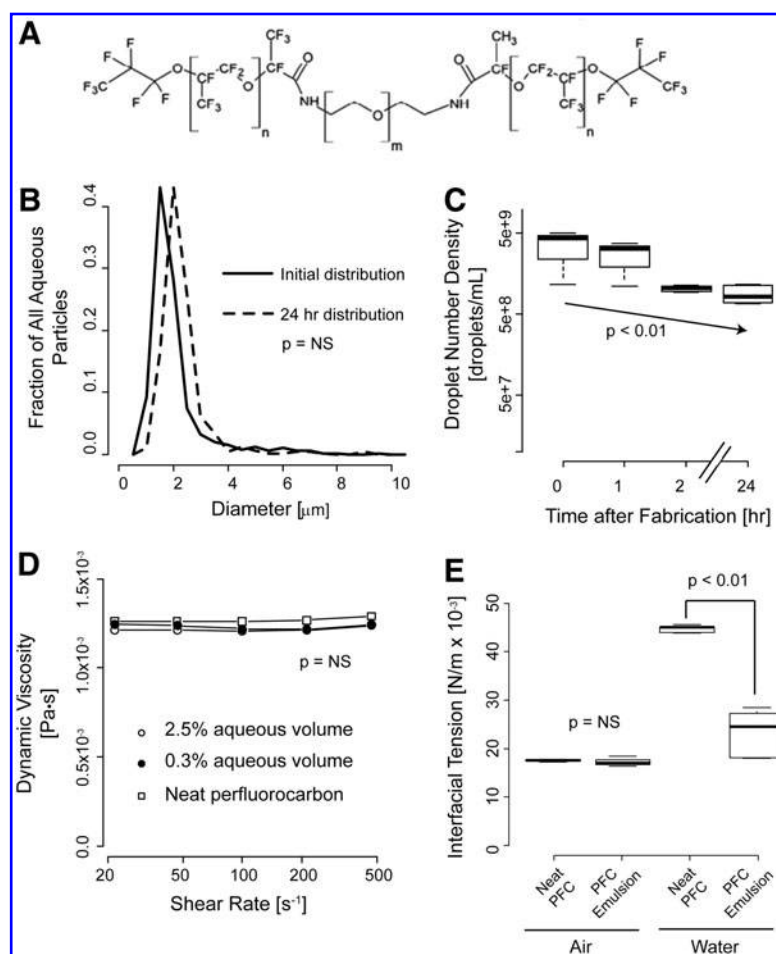 A
CF3
CH3
F
F
F3C
F
F
O
CF
CF3
CF2
O
n
CF
O
NH
O
m
NH
O
CF
O
CF
CF3
CF2
O
n
F
F
F
F
CF3
B
Fraction of All Aqueous
Particles
0.4
0.3
0.2
0.1
0.0
Initial distribution
24 hr distribution
p = NS
0 2 4 6 8 10
Diameter [μm]
C
Droplet Number Density
[droplets/mL]
5e+9
5e+8
5e+7
p < 0.01
0 1 2 24
Time after Fabrication [hr]
D
Dynamic Viscosity
[Pa·s]
1.5x10⁻³
1.0x10⁻³
0.5x10⁻³
0.0
p = NS
2.5% aqueous volume
0.3% aqueous volume
Neat perfluorocarbon
20 50 100 200 500
Shear Rate [s⁻¹]
E
Interfacial Tension [N/m x 10⁻³]
50
40
30
20
10
0
p < 0.01
p = NS
Neat
PFC
PFC
Emulsion
Neat
PFC
PFC
Emulsion
Air Water